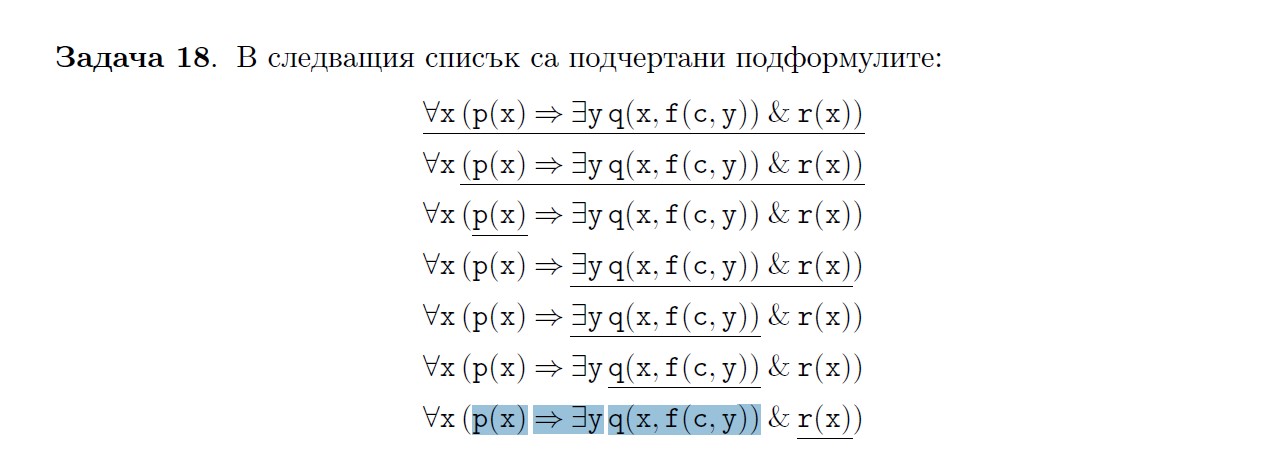 Задача 18. В следващия списък са подчертани подформулите:
∀x (p(x) ⇒ ∃y q(x, f(c, y)) & r(x))
∀x (p(x) ⇒ ∃y q(x, f(c, y)) & r(x))
∀x (p(x) ⇒ ∃y q(x, f(c, y)) & r(x))
∀x (p(x) ⇒ ∃y q(x, f(c, y)) & r(x))
∀x (p(x) ⇒ ∃y q(x, f(c, y)) & r(x))
∀x (p(x) ⇒ ∃y q(x, f(c, y)) & r(x))
∀x (p(x) ⇒ ∃y q(x, f(c, y)) & r(x))